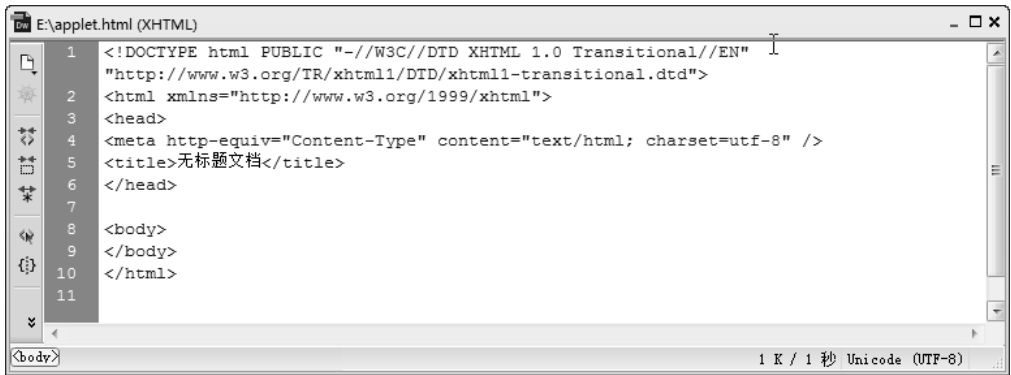 Dw E:\applet.html (XHTML)
1 <!DOCTYPE html PUBLIC "-//W3C//DTD XHTML 1.0 Transitional//EN"
"http://www.w3.org/TR/xhtml1/DTD/xhtml1-transitional.dtd">
2 <html xmlns="http://www.w3.org/1999/xhtml">
3 <head>
4 <meta http-equiv="Content-Type" content="text/html; charset=utf-8" />
5 <title>无标题文档</title>
6 </head>
7
8 <body>
9 </body>
10 </html>
11
<body> 1 K / 1 秒 Unicode (UTF-8)